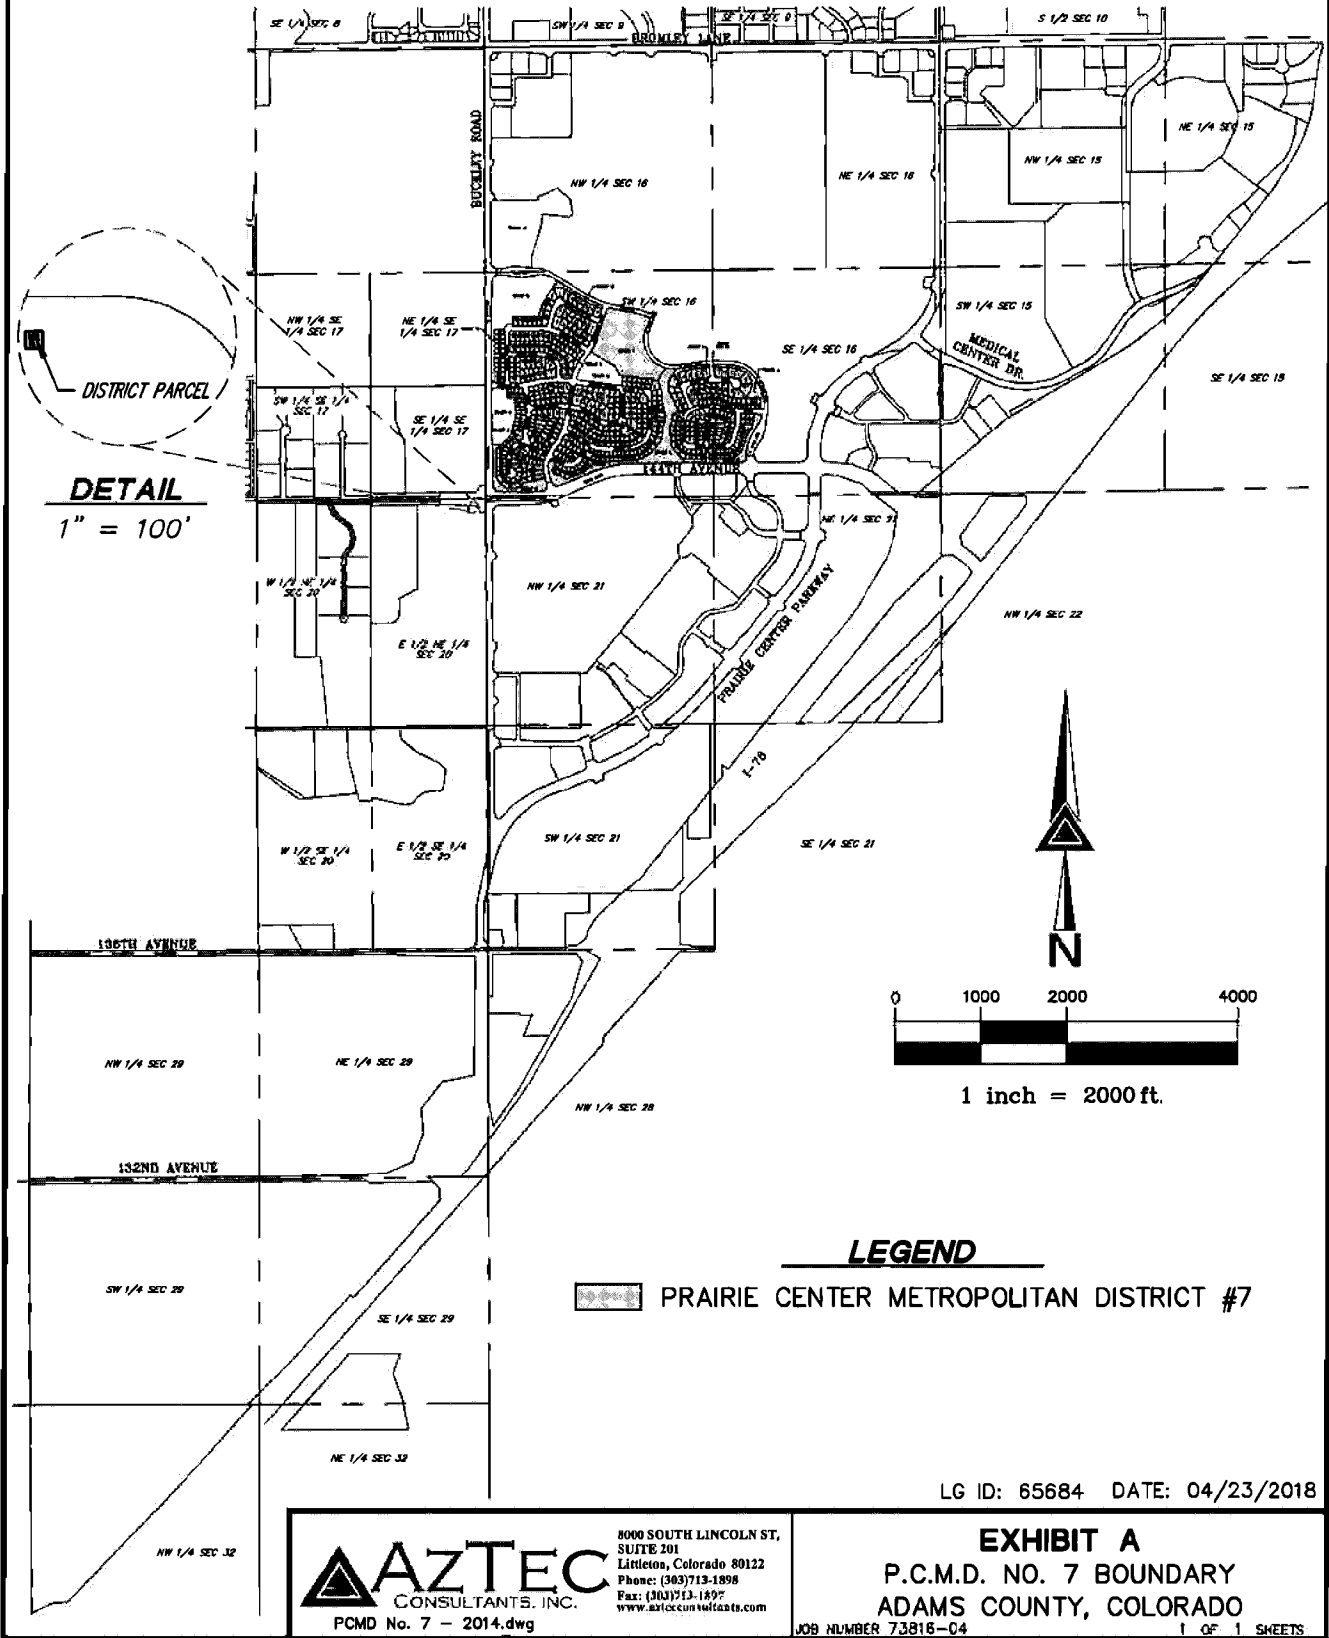 SE 1/4 SEC 8
SW 1/4 SEC 9
SE 1/4 SEC 9
S 1/2 SEC 10
BROMLEY LANE
BUCKLEY ROAD
NW 1/4 SEC 16
NE 1/4 SEC 16
NW 1/4 SEC 15
NE 1/4 SEC 15
NW 1/4 SE
1/4 SEC 17
NE 1/4 SE
1/4 SEC 17
SW 1/4 SEC 16
SE 1/4 SEC 16
SW 1/4 SEC 15
MEDICAL
CENTER DR.
SE 1/4 SEC 15
DISTRICT PARCEL
SW 1/4 SE 1/4
SEC 17
SE 1/4 SE
1/4 SEC 17
144TH AVENUE
DETAIL
1" = 100'
W 1/2 NE 1/4
SEC 20
E 1/2 NE 1/4
SEC 20
NW 1/4 SEC 21
NE 1/4 SEC 21
NW 1/4 SEC 22
PRAIRIE CENTER PARKWAY
I-76
W 1/2 SE 1/4
SEC 20
E 1/2 SE 1/4
SEC 20
SW 1/4 SEC 21
SE 1/4 SEC 21
N
136TH AVENUE
0 1000 2000 4000
1 inch = 2000 ft.
NW 1/4 SEC 29
NE 1/4 SEC 29
NW 1/4 SEC 28
132ND AVENUE
SW 1/4 SEC 29
SE 1/4 SEC 29
LEGEND
PRAIRIE CENTER METROPOLITAN DISTRICT #7
NE 1/4 SEC 32
NW 1/4 SEC 32
LG ID: 65684 DATE: 04/23/2018
AZTEC
CONSULTANTS, INC.
PCMD No. 7 - 2014.dwg
8000 SOUTH LINCOLN ST,
SUITE 201
Littleton, Colorado 80122
Phone: (303)713-1898
Fax: (303)713-1897
www.aztecconsultants.com
EXHIBIT A
P.C.M.D. NO. 7 BOUNDARY
ADAMS COUNTY, COLORADO
JOB NUMBER 73816-04
1 OF 1 SHEETS